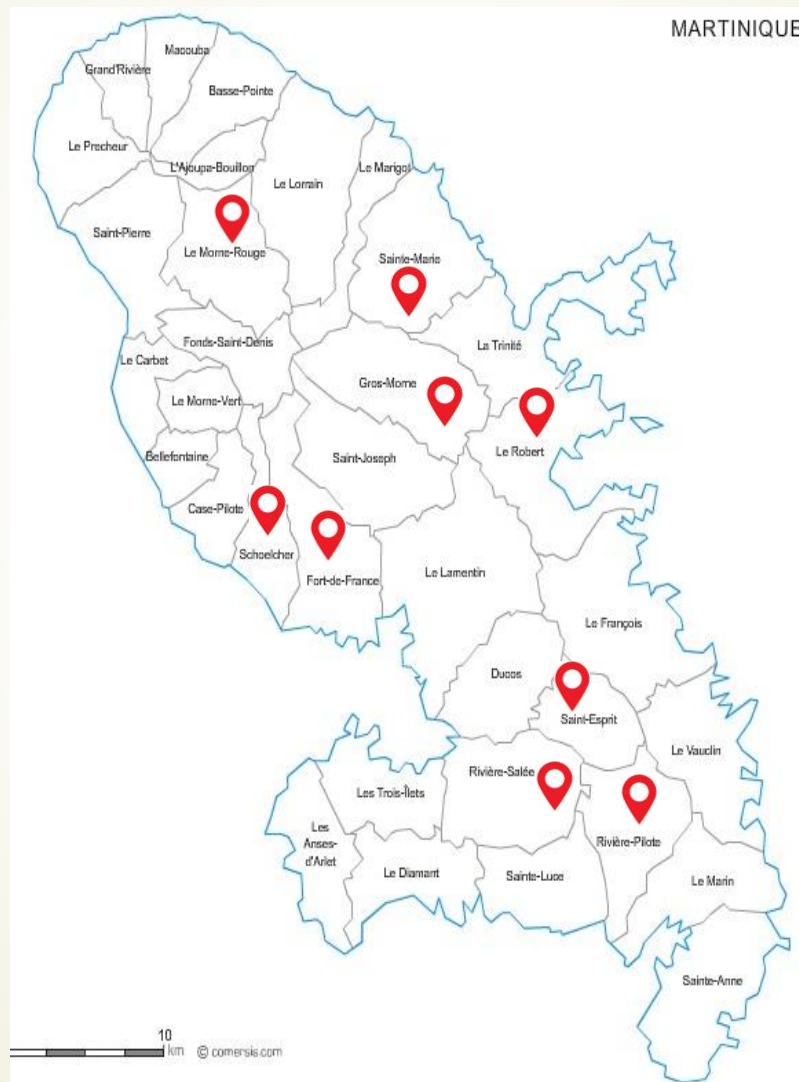 MARTINIQUE
Macouba
Grand'Rivière
Basse-Pointe
Le Precheur
L'Ajoupa-Bouillon
Le Marigot
Le Lorrain
Saint-Pierre
Le Morne-Rouge
Sainte-Marie
Fonds-Saint-Denis
La Trinité
Le Carbet
Gros-Morne
Le Morne-Vert
Le Robert
Bellefontaine
Saint-Joseph
Case-Pilote
Schoelcher
Fort-de-France
Le Lamentin
Le François
Ducos
Saint-Esprit
Le Vauclin
Rivière-Salée
Les Trois-Îlets
Les
Anses-
d'Arlet
Rivière-Pilote
Le Diamant
Sainte-Luce
Le Marin
Sainte-Anne
10
km © comersis.com